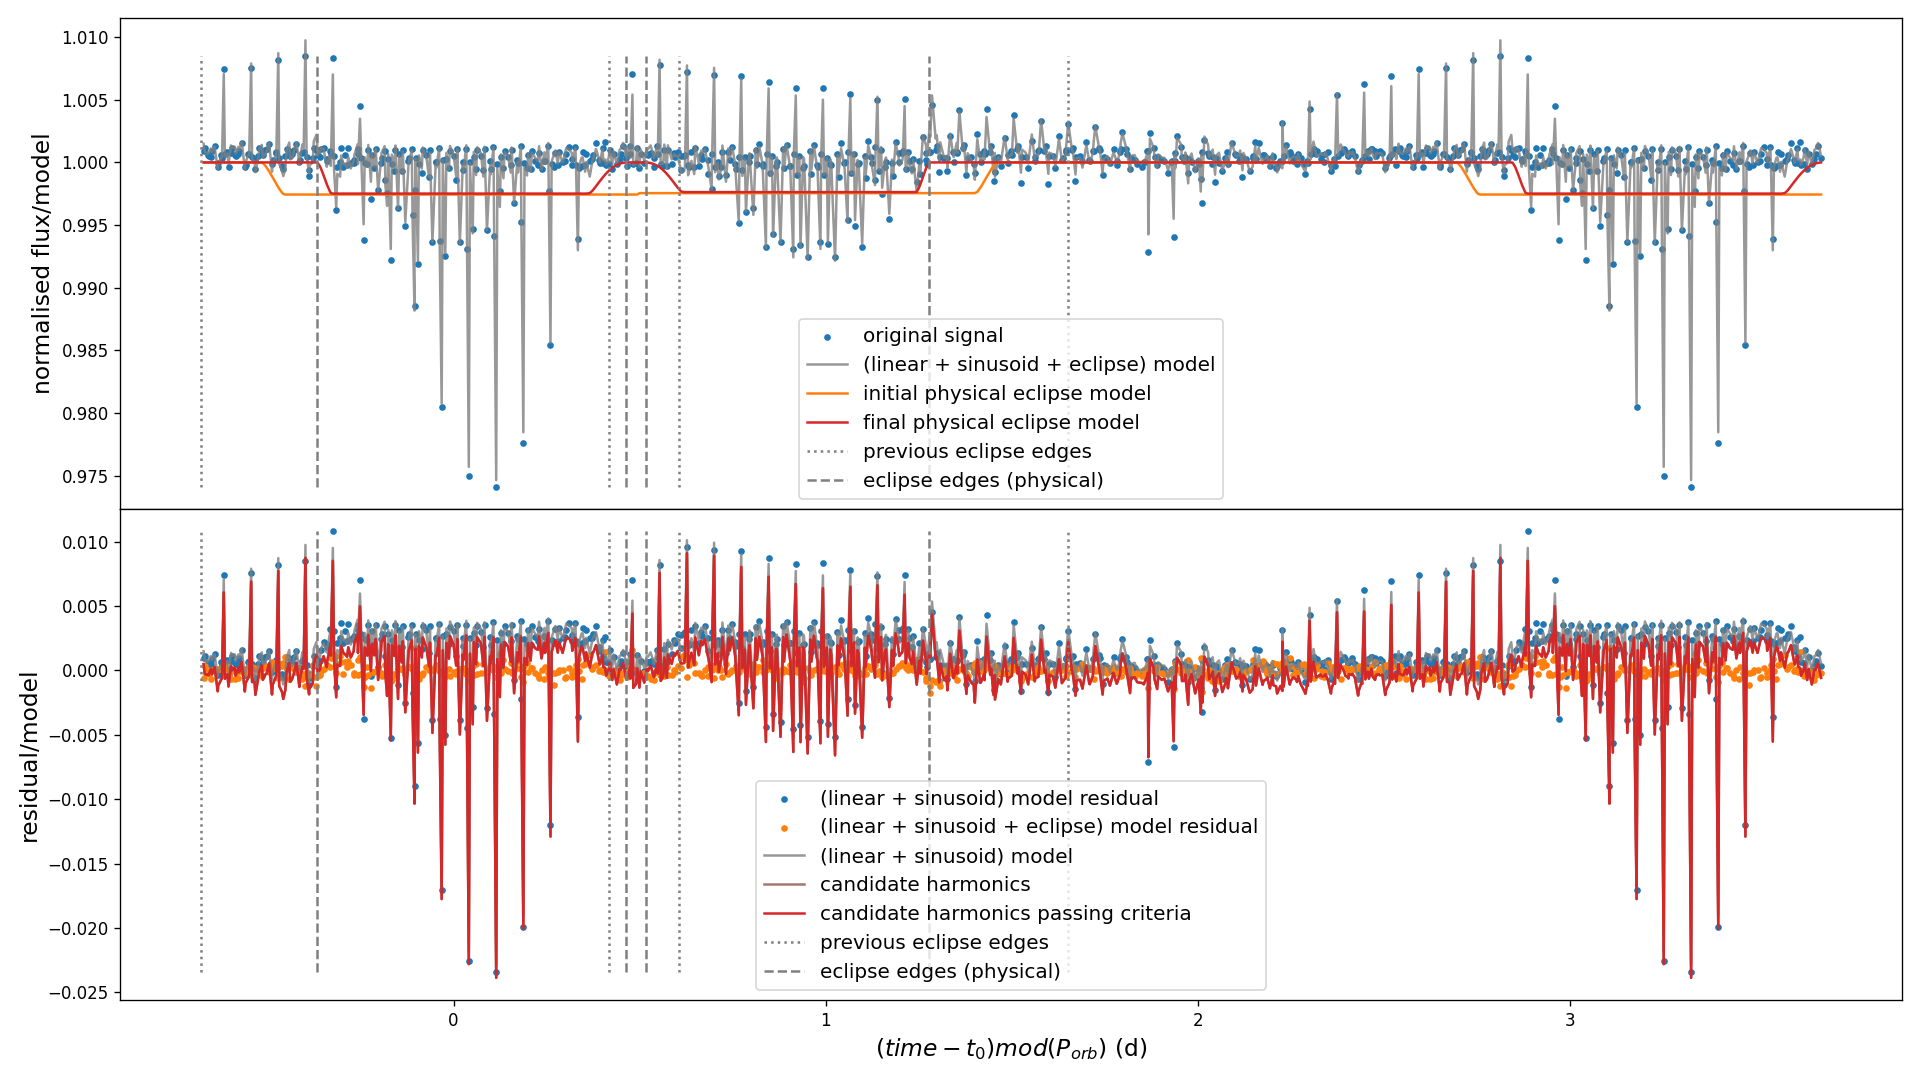 normalised flux/model
1.010
1.005
1.000
0.995
0.990
0.985
0.980
0.975
original signal
(linear + sinusoid + eclipse) model
initial physical eclipse model
final physical eclipse model
previous eclipse edges
eclipse edges (physical)
residual/model
0.010
0.005
0.000
−0.005
−0.010
−0.015
−0.020
−0.025
(linear + sinusoid) model residual
(linear + sinusoid + eclipse) model residual
(linear + sinusoid) model
candidate harmonics
candidate harmonics passing criteria
previous eclipse edges
eclipse edges (physical)
0 1 2 3
(time − t₀)mod(Pₒᵣb) (d)